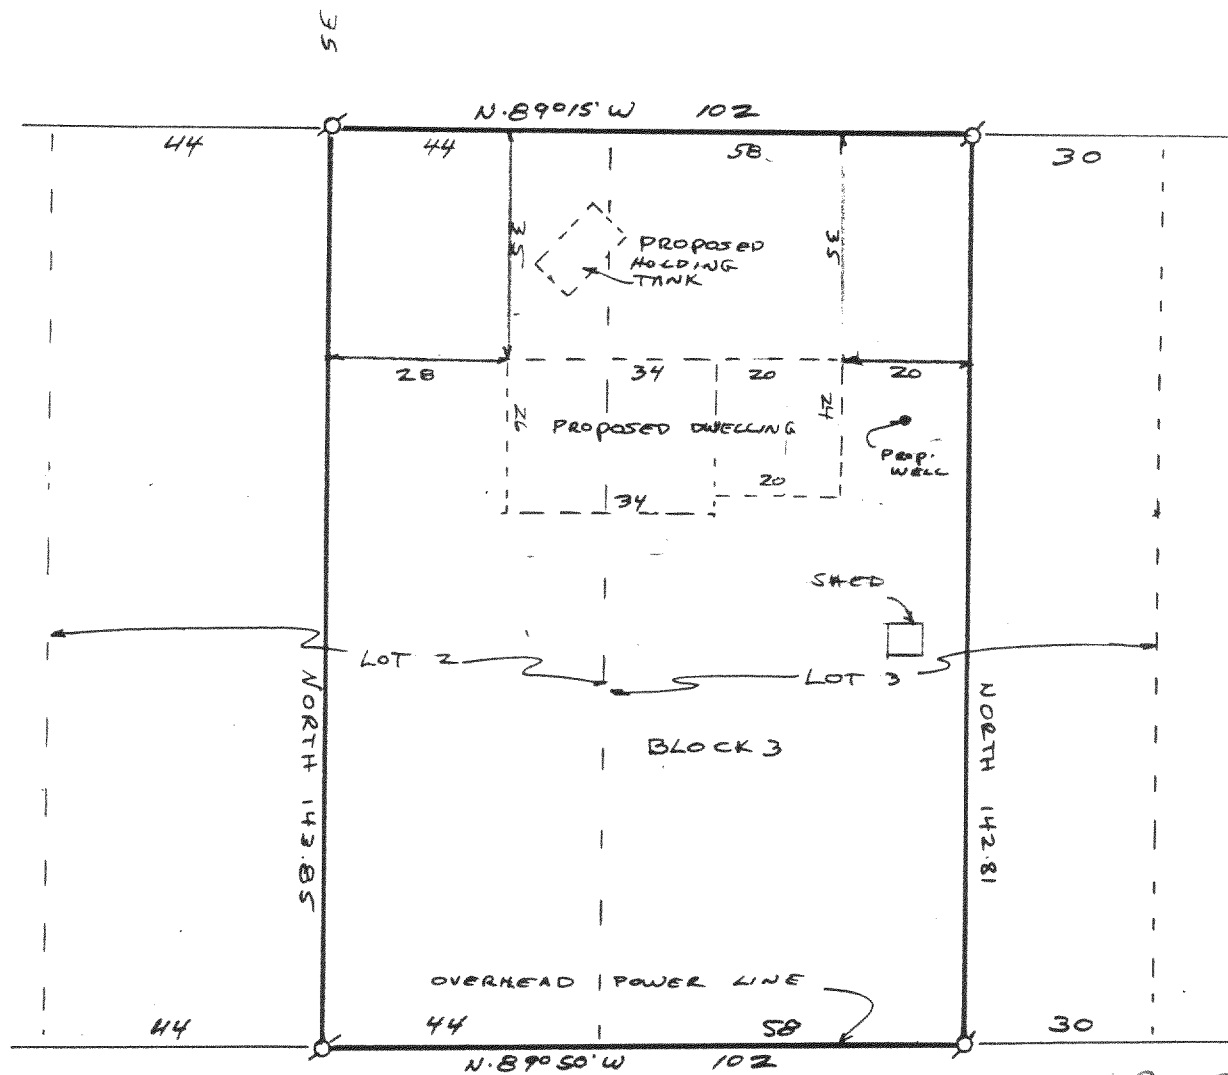 35
N.89°15'W 102
44 44 58. 30
35 35
PROPOSED
HOLDING
TANK
28 34 20 20
26 24
PROPOSED DWELLING
PROP.
WELL
20
34
SHED
LOT 2 LOT 3
NORTH 143.85
NORTH 142.81
BLOCK 3
OVERHEAD POWER LINE
44 44 58 30
N.89°50'W 102